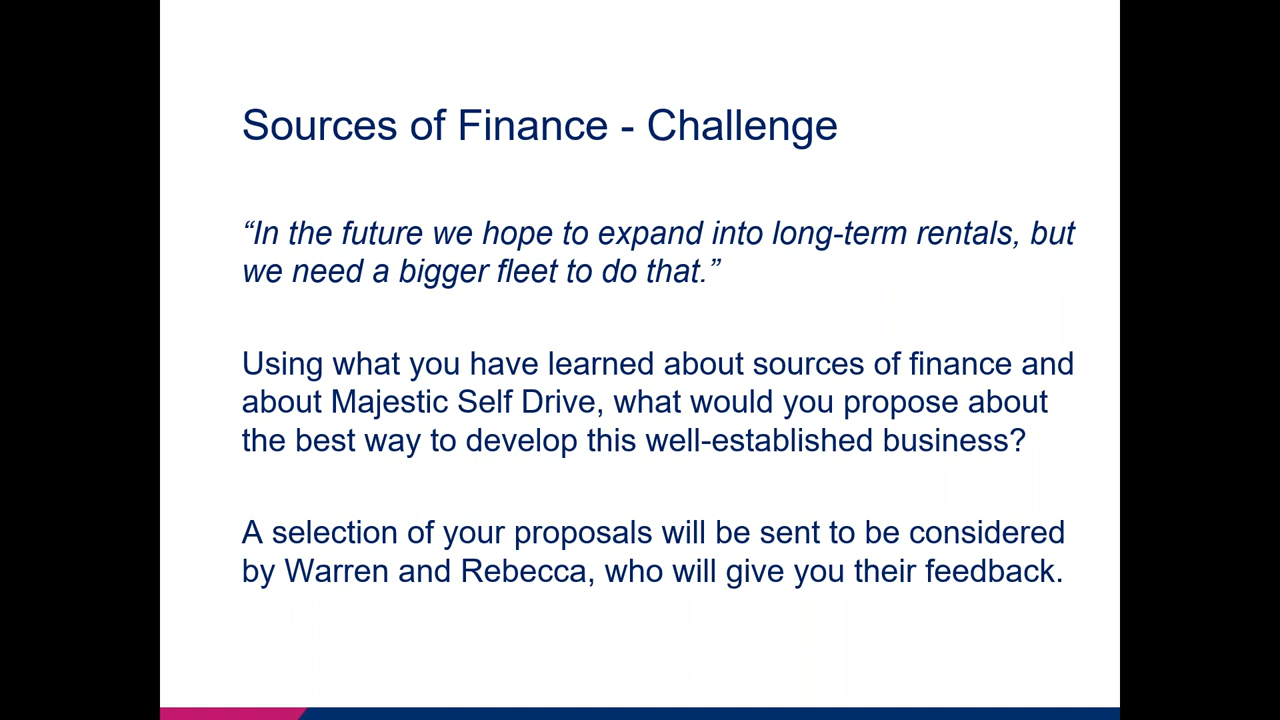 Sources of Finance - Challenge
“In the future we hope to expand into long-term rentals, but
we need a bigger fleet to do that.”
Using what you have learned about sources of finance and
about Majestic Self Drive, what would you propose about
the best way to develop this well-established business?
A selection of your proposals will be sent to be considered
by Warren and Rebecca, who will give you their feedback.